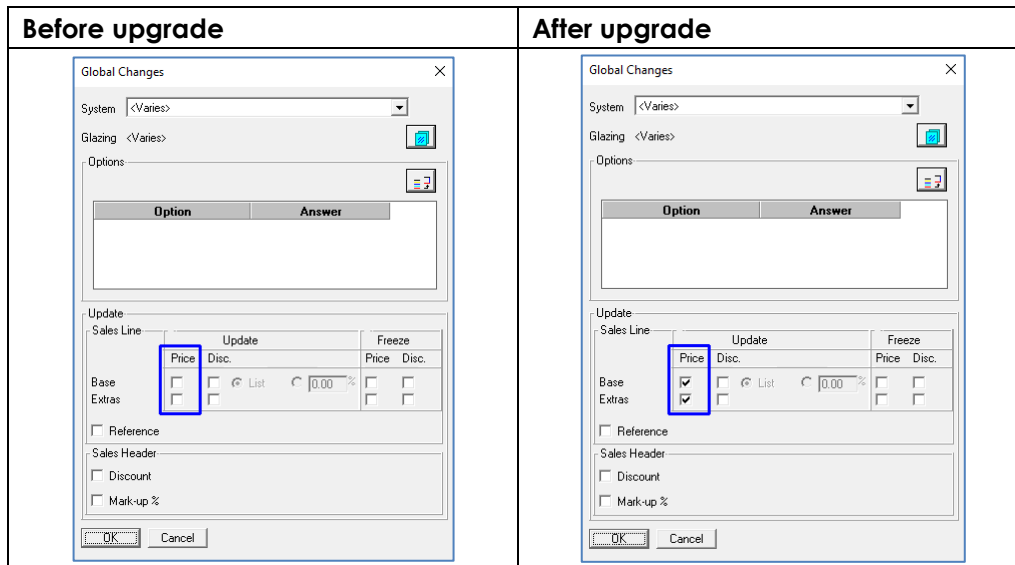 Before upgrade
Global Changes
System <Varies>
Glazing <Varies>
Options
Option Answer
Update
Sales Line
Update Freeze
Price Disc. Price Disc.
Base List 0.00 %
Extras
Reference
Sales Header
Discount
Mark-up %
OK Cancel
After upgrade
Global Changes
System <Varies>
Glazing <Varies>
Options
Option Answer
Update
Sales Line
Update Freeze
Price Disc. Price Disc.
Base List 0.00 %
Extras
Reference
Sales Header
Discount
Mark-up %
OK Cancel